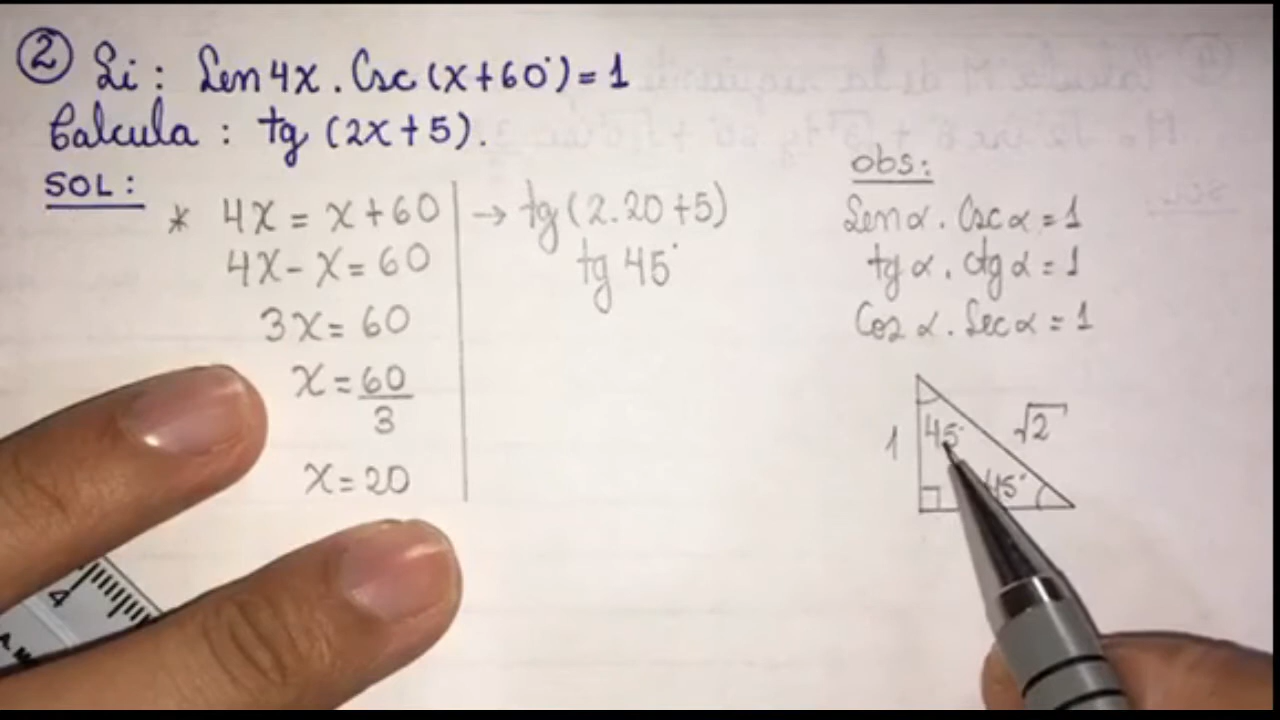 ② Si : Sen 4x . Csc (x+60°) = 1
Calcula : tg (2x+5).
SOL :
* 4x = x+60
4x - x = 60
3x = 60
x = 60/3
x = 20
→ tg (2.20+5)
tg 45°
obs:
Sen α . Csc α = 1
tg α . ctg α = 1
Cos α . Sec α = 1
1
45°
√2
45°
4